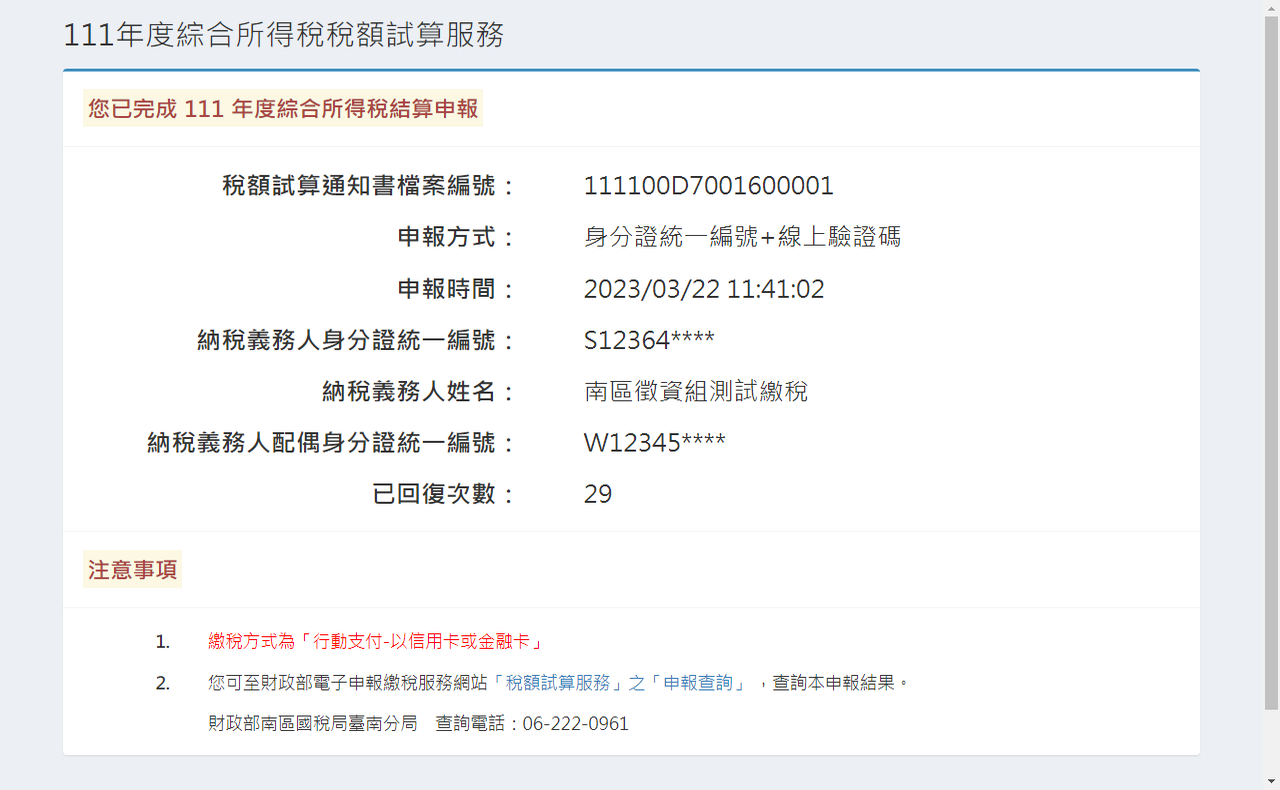 111年度綜合所得稅稅額試算服務
您已完成 111 年度綜合所得稅結算申報
稅額試算通知書檔案編號： 111100D7001600001
申報方式： 身分證統一編號+線上驗證碼
申報時間： 2023/03/22 11:41:02
納稅義務人身分證統一編號： S12364****
納稅義務人姓名： 南區徵資組測試繳稅
納稅義務人配偶身分證統一編號： W12345****
已回復次數： 29
注意事項
1. 繳稅方式為「行動支付-以信用卡或金融卡」
2. 您可至財政部電子申報繳稅服務網站「稅額試算服務」之「申報查詢」 ，查詢本申報結果。
財政部南區國稅局臺南分局　查詢電話：06-222-0961